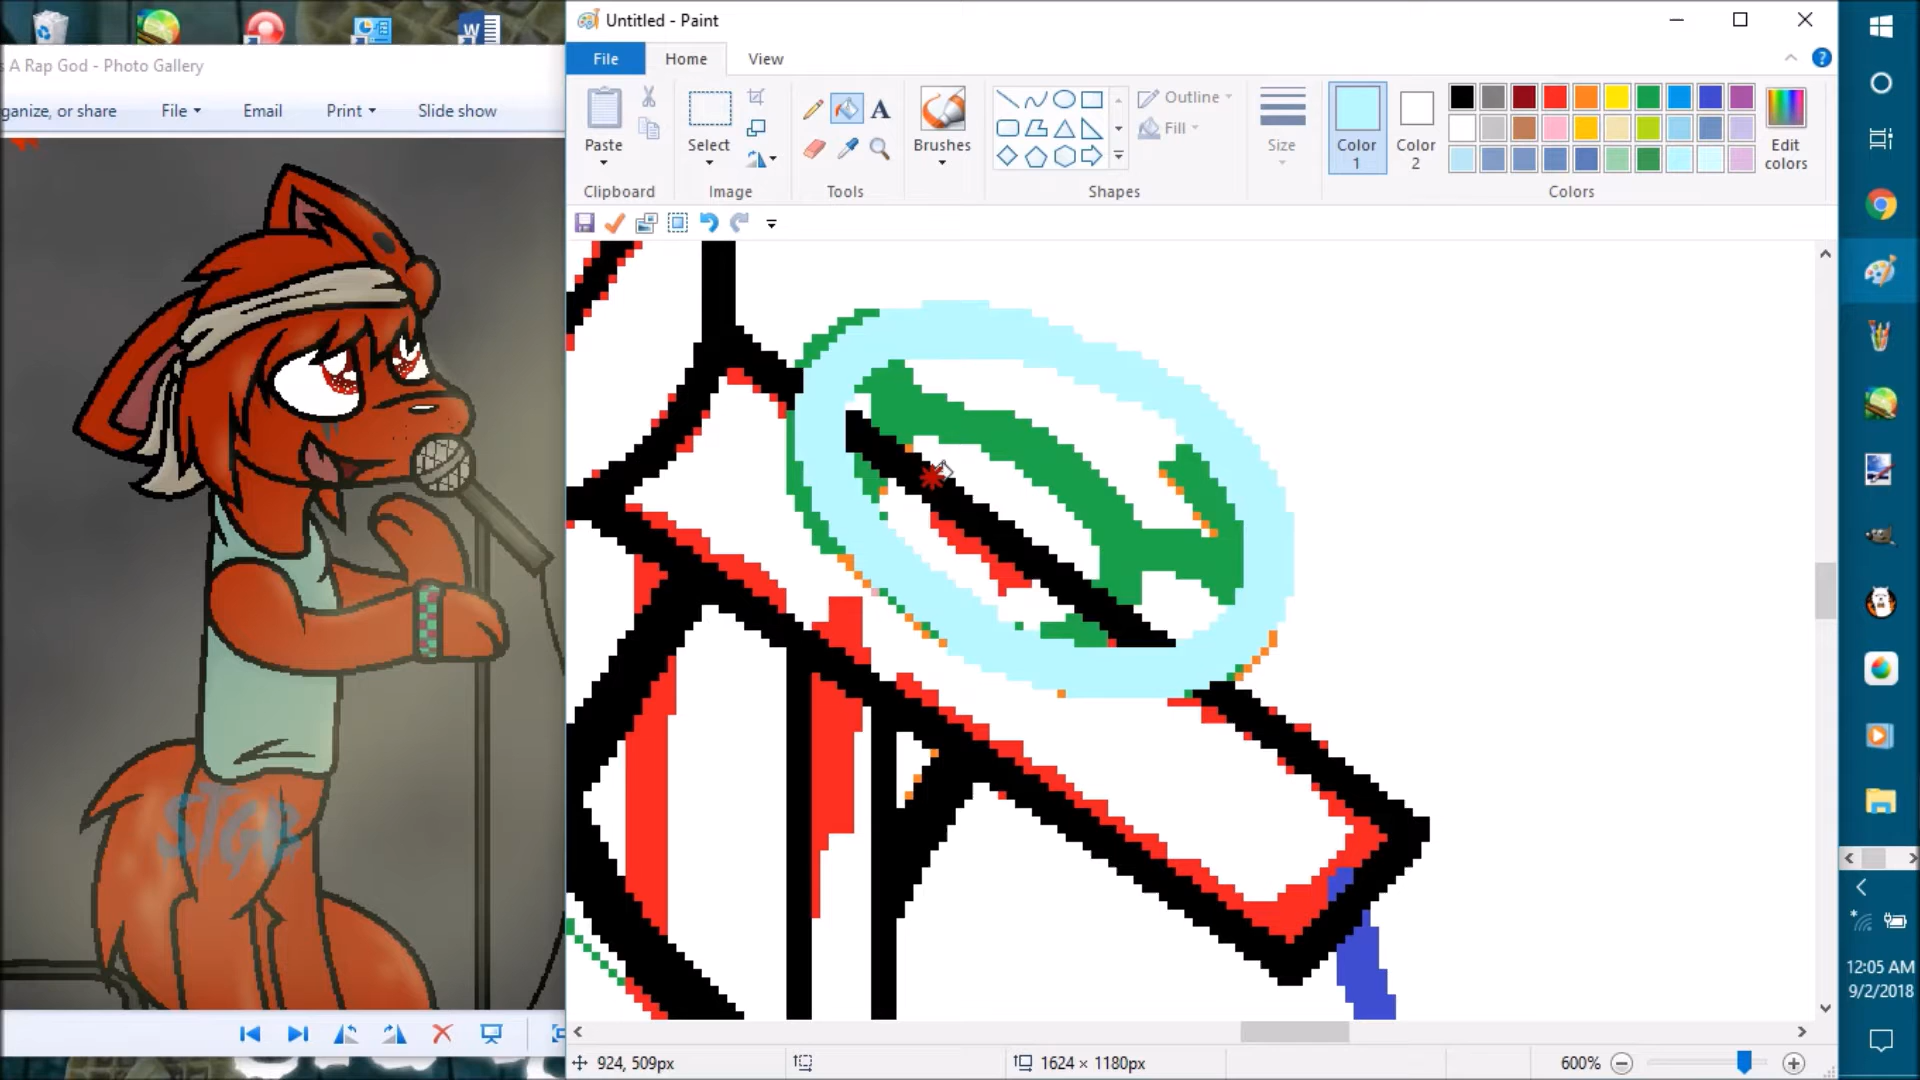 s A Rap God - Photo Gallery
ganize, or share
File
Email
Print
Slide show
STGR
Untitled - Paint
File
Home
View
Paste
Select
Brushes
Outline
Fill
Size
Color 1
Color 2
Edit colors
Clipboard
Image
Tools
Shapes
Colors
924, 509px
1624 × 1180px
600%
12:05 AM
9/2/2018